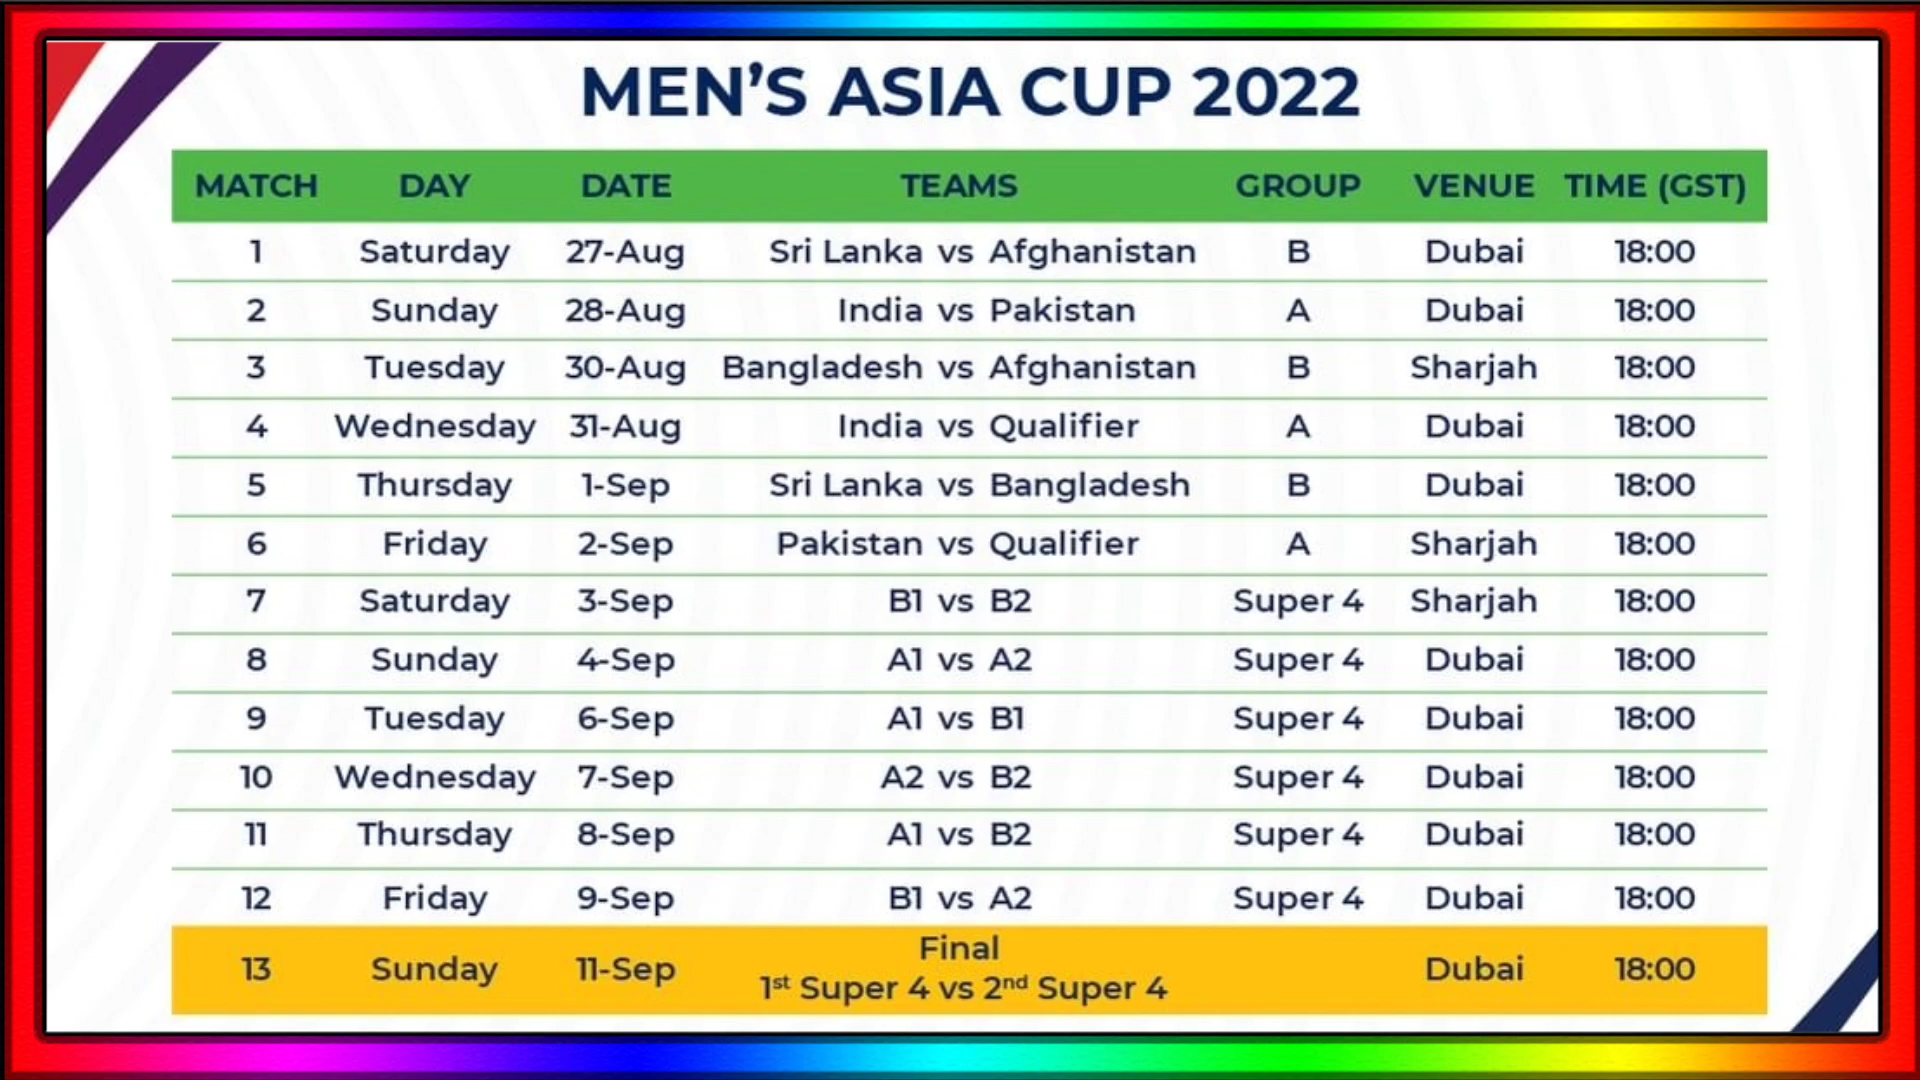 MEN'S ASIA CUP 2022
MATCH DAY DATE TEAMS GROUP VENUE TIME (GST)
1 Saturday 27-Aug Sri Lanka vs Afghanistan B Dubai 18:00
2 Sunday 28-Aug India vs Pakistan A Dubai 18:00
3 Tuesday 30-Aug Bangladesh vs Afghanistan B Sharjah 18:00
4 Wednesday 31-Aug India vs Qualifier A Dubai 18:00
5 Thursday 1-Sep Sri Lanka vs Bangladesh B Dubai 18:00
6 Friday 2-Sep Pakistan vs Qualifier A Sharjah 18:00
7 Saturday 3-Sep B1 vs B2 Super 4 Sharjah 18:00
8 Sunday 4-Sep A1 vs A2 Super 4 Dubai 18:00
9 Tuesday 6-Sep A1 vs B1 Super 4 Dubai 18:00
10 Wednesday 7-Sep A2 vs B2 Super 4 Dubai 18:00
11 Thursday 8-Sep A1 vs B2 Super 4 Dubai 18:00
12 Friday 9-Sep B1 vs A2 Super 4 Dubai 18:00
Final
13 Sunday 11-Sep 1st Super 4 vs 2nd Super 4 Dubai 18:00